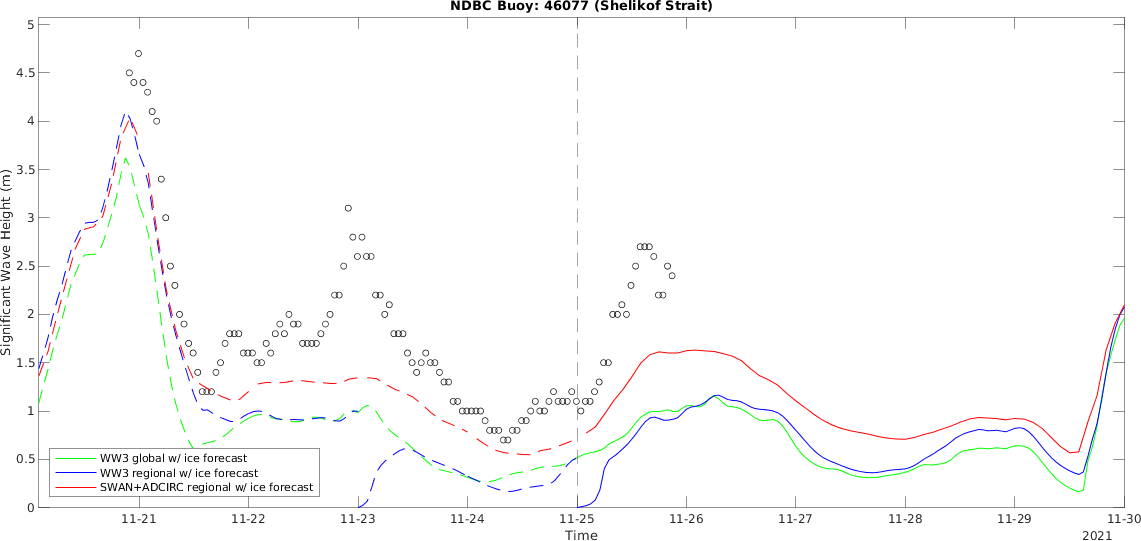 NDBC Buoy: 46077 (Shelikof Strait)
5
4.5
4
3.5
3
2.5
2
1.5
1
0.5
0
Significant Wave Height (m)
WW3 global w/ ice forecast
WW3 regional w/ ice forecast
SWAN+ADCIRC regional w/ ice forecast
11-21 11-22 11-23 11-24 11-25 11-26 11-27 11-28 11-29 11-30
Time
2021